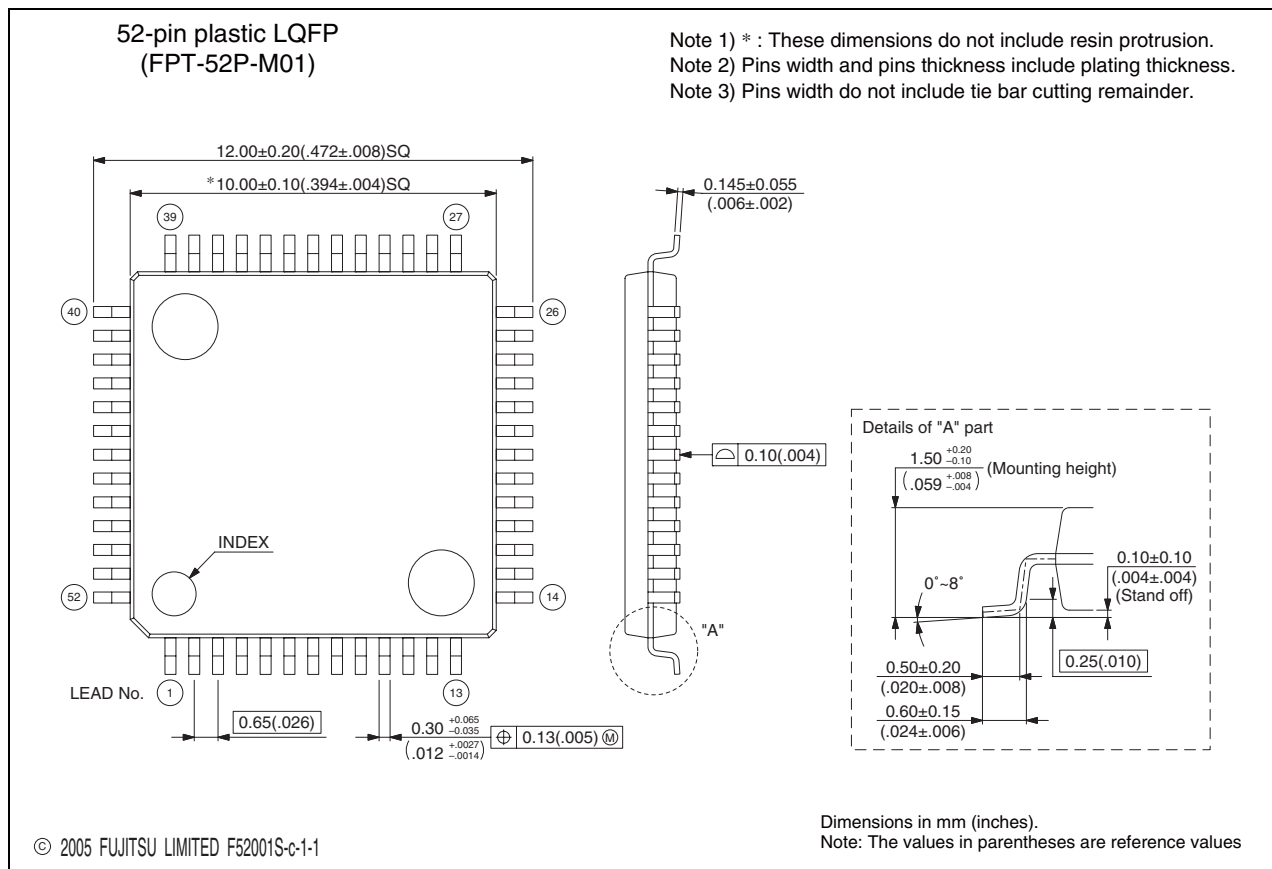 52-pin plastic LQFP
(FPT-52P-M01)
Note 1) * : These dimensions do not include resin protrusion.
Note 2) Pins width and pins thickness include plating thickness.
Note 3) Pins width do not include tie bar cutting remainder.
12.00±0.20(.472±.008)SQ
*10.00±0.10(.394±.004)SQ
0.145±0.055
(.006±.002)
39
27
40
26
0.10(.004)
Details of "A" part
1.50 +0.20 −0.10 (Mounting height)
(.059 +.008 −.004)
INDEX
0.10±0.10
(.004±.004)
(Stand off)
0°~8°
52
14
"A"
0.25(.010)
0.50±0.20
(.020±.008)
LEAD No.
1
13
0.65(.026)
0.30 +0.065 −0.035
(.012 +.0027 −.0014)
⌖ 0.13(.005) Ⓜ
0.60±0.15
(.024±.006)
© 2005 FUJITSU LIMITED F52001S-c-1-1
Dimensions in mm (inches).
Note: The values in parentheses are reference values